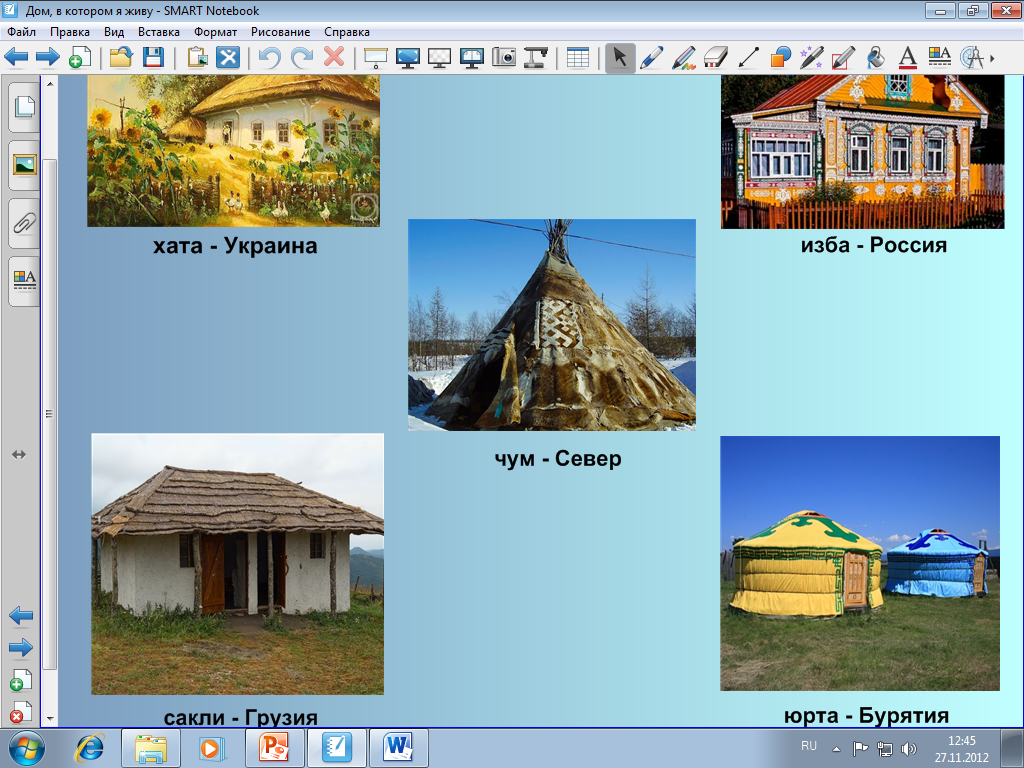 Дом, в котором я живу - SMART Notebook
Файл Правка Вид Вставка Формат Рисование Справка
хата - Украина
изба - Россия
чум - Север
сакли - Грузия
юрта - Бурятия
RU
12:45
27.11.2012